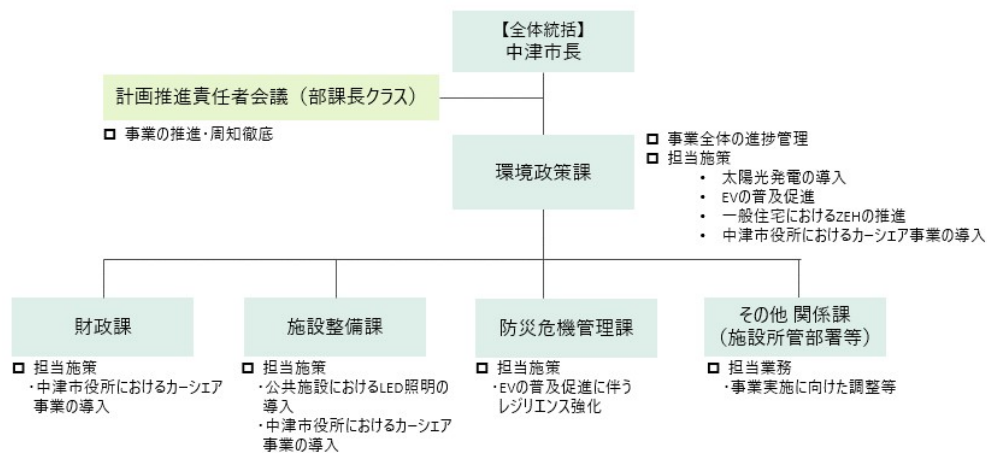 【全体統括】
中津市長
計画推進責任者会議（部課長クラス）
事業の推進・周知徹底
環境政策課
事業全体の進捗管理
担当施策
• 太陽光発電の導入
• EVの普及促進
• 一般住宅におけるZEHの推進
• 中津市役所におけるカーシェア事業の導入
財政課
担当施策
・中津市役所におけるカーシェア
事業の導入
施設整備課
担当施策
・公共施設におけるLED照明の
導入
・中津市役所におけるカーシェア
事業の導入
防災危機管理課
担当施策
・EVの普及促進に伴う
レジリエンス強化
その他 関係課
（施設所管部署等）
担当業務
・事業実施に向けた調整等